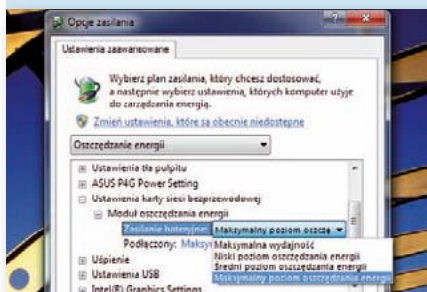 Opcje zasilania
Ustawienia zaawansowane
Wybierz plan zasilania, który chcesz dostosować,
a następnie wybierz ustawienia, których komputer użyje
do zarządzania energią.
Zmień ustawienia, które są obecnie niedostępne
Oszczędzanie energii
Ustawienia tła pulpitu
ASUS P4G Power Setting
Ustawienia karty sieci bezprzewodowej
Moduł oszczędzania energii
Zasilanie bateryjne: Maksymalny poziom oszczę
Podłączony: Maksy
Maksymalna wydajność
Niski poziom oszczędzania energii
Średni poziom oszczędzania energii
Maksymalny poziom oszczędzania energii
Uśpienie
Ustawienia USB
Intel(R) Graphics Settings